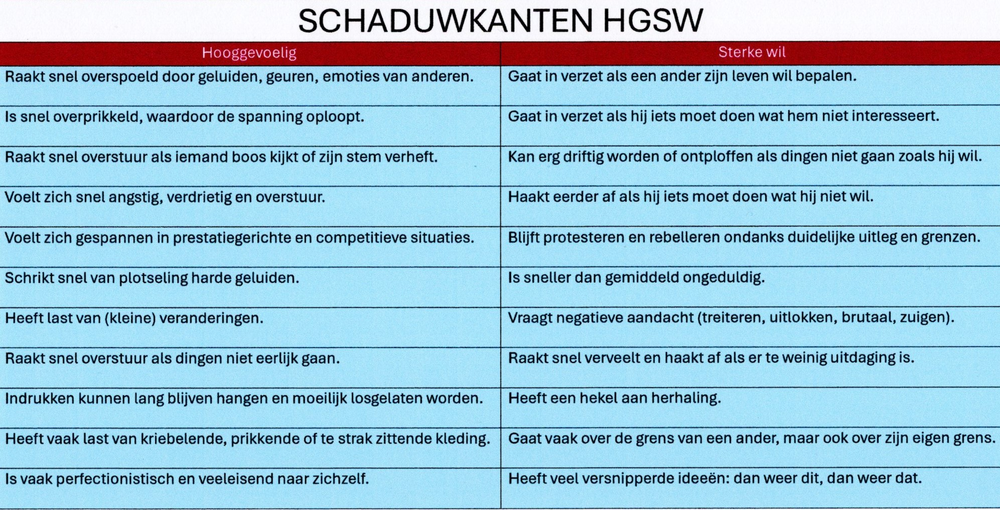 SCHADUWKANTEN HGSW
Hooggevoelig
Sterke wil
Raakt snel overspoeld door geluiden, geuren, emoties van anderen.
Gaat in verzet als een ander zijn leven wil bepalen.
Is snel overprikkeld, waardoor de spanning oploopt.
Gaat in verzet als hij iets moet doen wat hem niet interesseert.
Raakt snel overstuur als iemand boos kijkt of zijn stem verheft.
Kan erg driftig worden of ontploffen als dingen niet gaan zoals hij wil.
Voelt zich snel angstig, verdrietig en overstuur.
Haakt eerder af als hij iets moet doen wat hij niet wil.
Voelt zich gespannen in prestatiegerichte en competitieve situaties.
Blijft protesteren en rebelleren ondanks duidelijke uitleg en grenzen.
Schrikt snel van plotseling harde geluiden.
Is sneller dan gemiddeld ongeduldig.
Heeft last van (kleine) veranderingen.
Vraagt negatieve aandacht (treiteren, uitlokken, brutaal, zuigen).
Raakt snel overstuur als dingen niet eerlijk gaan.
Raakt snel verveelt en haakt af als er te weinig uitdaging is.
Indrukken kunnen lang blijven hangen en moeilijk losgelaten worden.
Heeft een hekel aan herhaling.
Heeft vaak last van kriebelende, prikkende of te strak zittende kleding.
Gaat vaak over de grens van een ander, maar ook over zijn eigen grens.
Is vaak perfectionistisch en veeleisend naar zichzelf.
Heeft veel versnipperde ideeën: dan weer dit, dan weer dat.